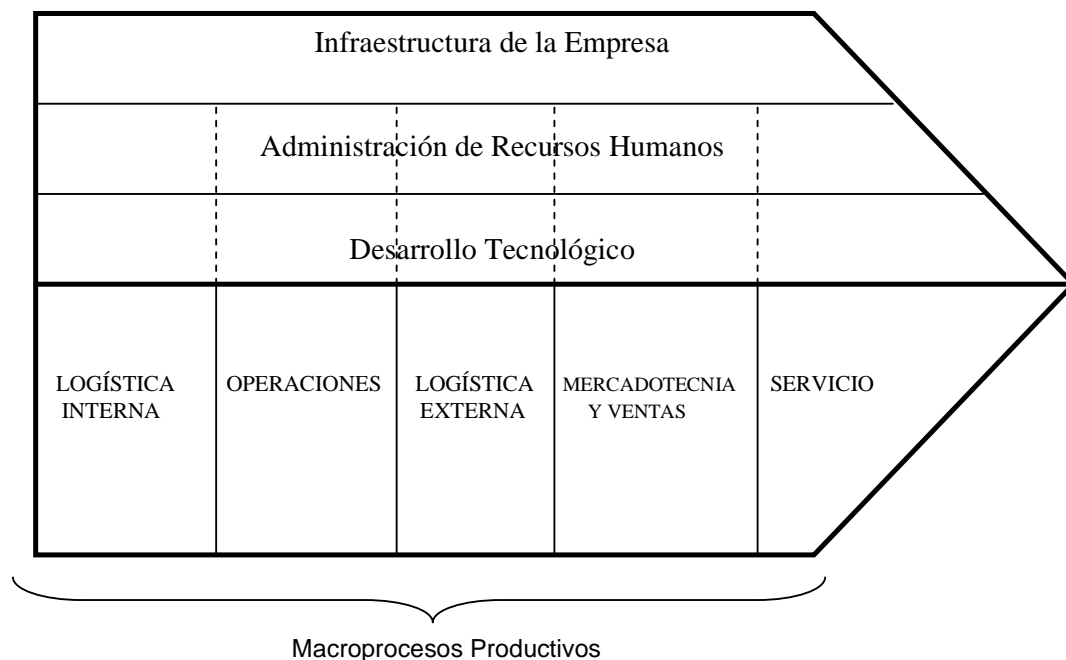 Infraestructura de la Empresa
Administración de Recursos Humanos
Desarrollo Tecnológico
LOGÍSTICA
INTERNA
OPERACIONES
LOGÍSTICA
EXTERNA
MERCADOTECNIA
Y VENTAS
SERVICIO
Macroprocesos Productivos